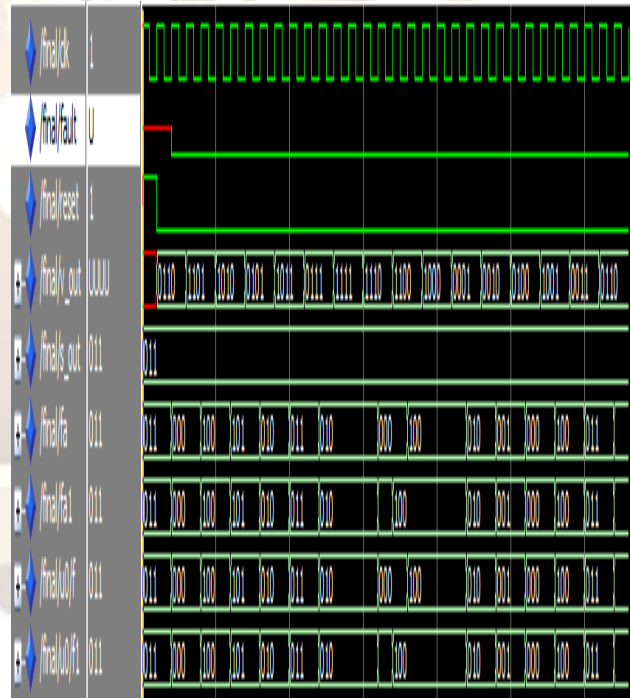 /final/clk 1
/final/fault U
/final/reset 1
/final/y_out UUUU 0110 1101 1010 0101 1011 0111 1111 1110 1100 1000 0001 0010 0100 1001 0011 0110
/final/s_out 011 011
/final/fa 011 011 000 100 101 010 011 010 000 100 010 001 000 100 011
/final/fa1 011 011 000 100 101 010 011 010 100 010 001 000 100 011
/final/u0/f 011 011 000 100 101 010 011 010 000 100 010 001 000 100 011
/final/u0/f1 011 011 000 100 101 010 011 010 100 010 001 000 100 011